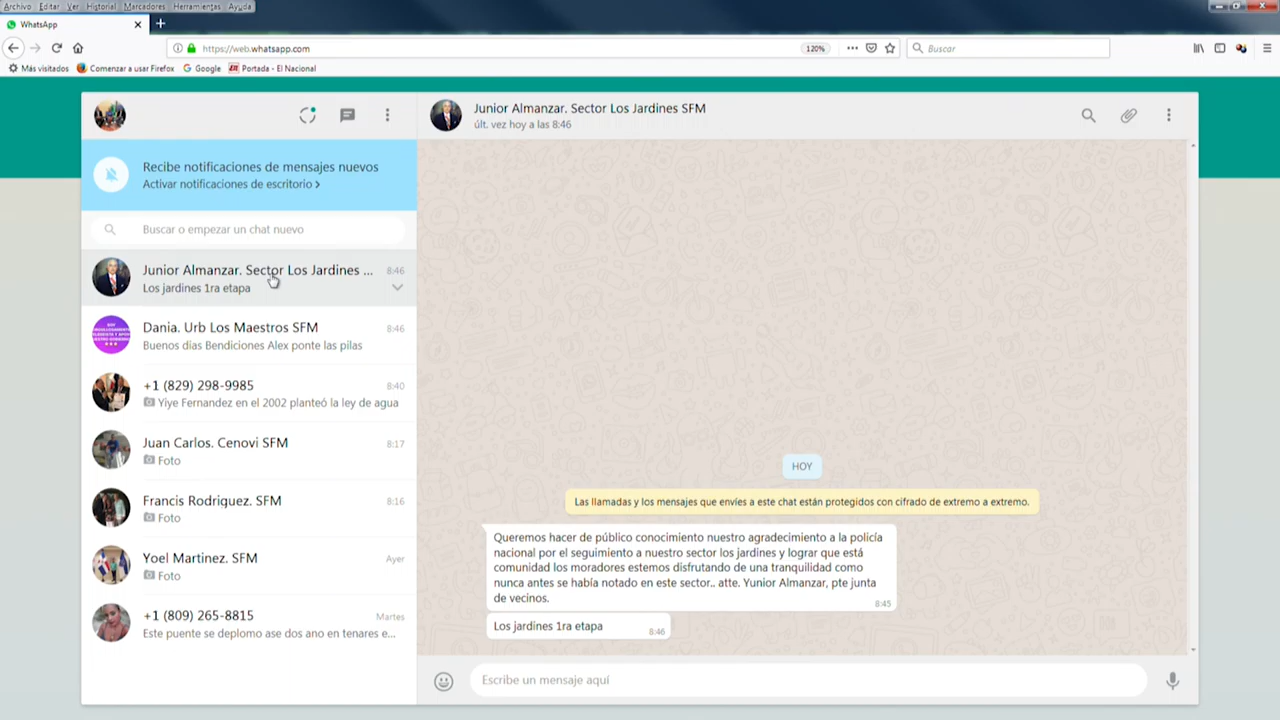 Archivo Editar Ver Historial Marcadores Herramientas Ayuda
WhatsApp
https://web.whatsapp.com
120%
Buscar
Más visitados Comenzar a usar Firefox Google Portada - El Nacional
Junior Almanzar. Sector Los Jardines SFM
últ. vez hoy a las 8:46
Recibe notificaciones de mensajes nuevos
Activar notificaciones de escritorio >
Buscar o empezar un chat nuevo
Junior Almanzar. Sector Los Jardines ... 8:46
Los jardines 1ra etapa
Dania. Urb Los Maestros SFM 8:46
Buenos días Bendiciones Alex ponte las pilas
+1 (829) 298-9985 8:40
Yiye Fernandez en el 2002 planteó la ley de agua
Juan Carlos. Cenovi SFM 8:17
Foto
Francis Rodriquez. SFM 8:16
Foto
Yoel Martinez. SFM Ayer
Foto
+1 (809) 265-8815 Martes
Este puente se deplomo ase dos ano en tenares e...
HOY
Las llamadas y los mensajes que envíes a este chat están protegidos con cifrado de extremo a extremo.
Queremos hacer de público conocimiento nuestro agradecimiento a la policía
nacional por el seguimiento a nuestro sector los jardines y lograr que está
comunidad los moradores estemos disfrutando de una tranquilidad como
nunca antes se había notado en este sector.. atte. Yunior Almanzar, pte junta
de vecinos.
8:45
Los jardines 1ra etapa 8:46
Escribe un mensaje aquí